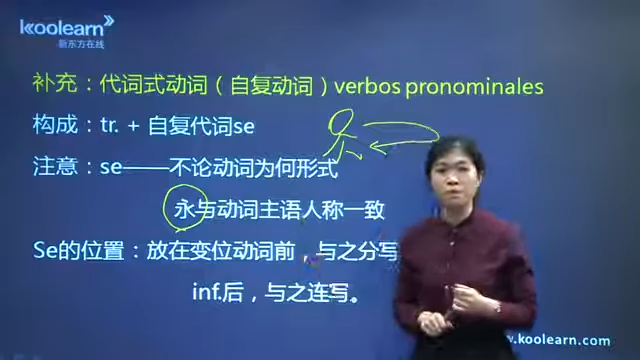 koolearn
新东方在线
补充：代词式动词（自复动词）verbos pronominales
构成：tr. + 自复代词se
注意：se——不论动词为何形式
永与动词主语人称一致
Se的位置：放在变位动词前，与之分写
inf.后，与之连写。
.koolearn.com